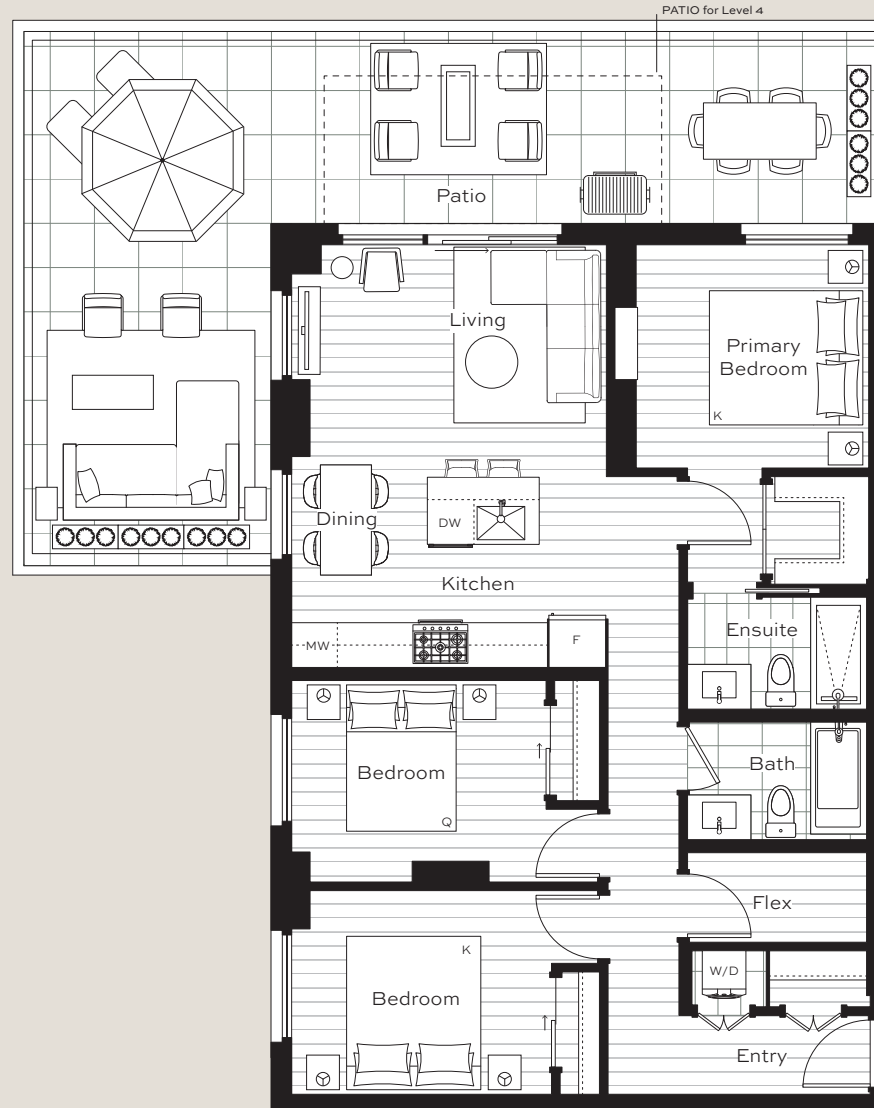 PATIO for Level 4
Patio
Living
Primary
Bedroom
K
Dining
DW
Kitchen
MW
F
Ensuite
Bedroom
Q
Bath
Flex
K
Bedroom
W/D
Entry